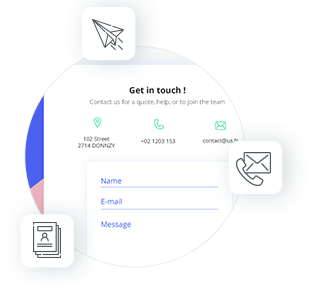 Get in touch !
Contact us for a quote, help, or to join the team
102 Street
2714 DONNZY
+02 1203 153
contact@us.fr
Name
E-mail
Message